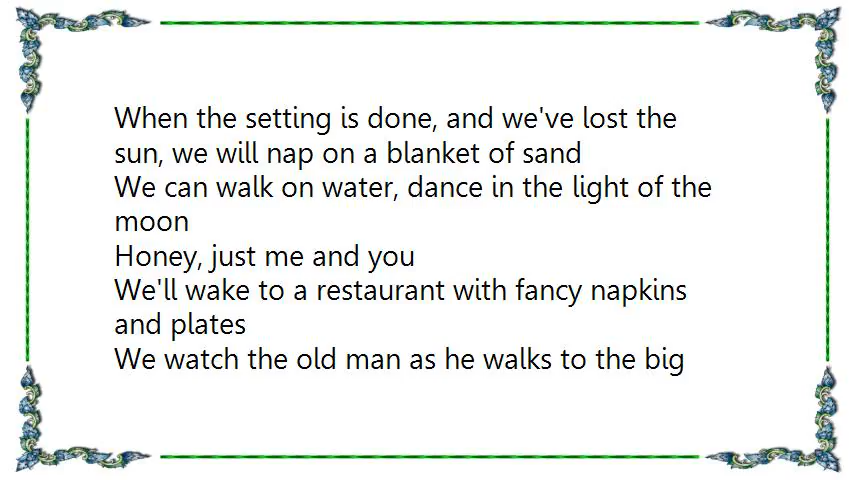 When the setting is done, and we've lost the
sun, we will nap on a blanket of sand
We can walk on water, dance in the light of the
moon
Honey, just me and you
We'll wake to a restaurant with fancy napkins
and plates
We watch the old man as he walks to the big